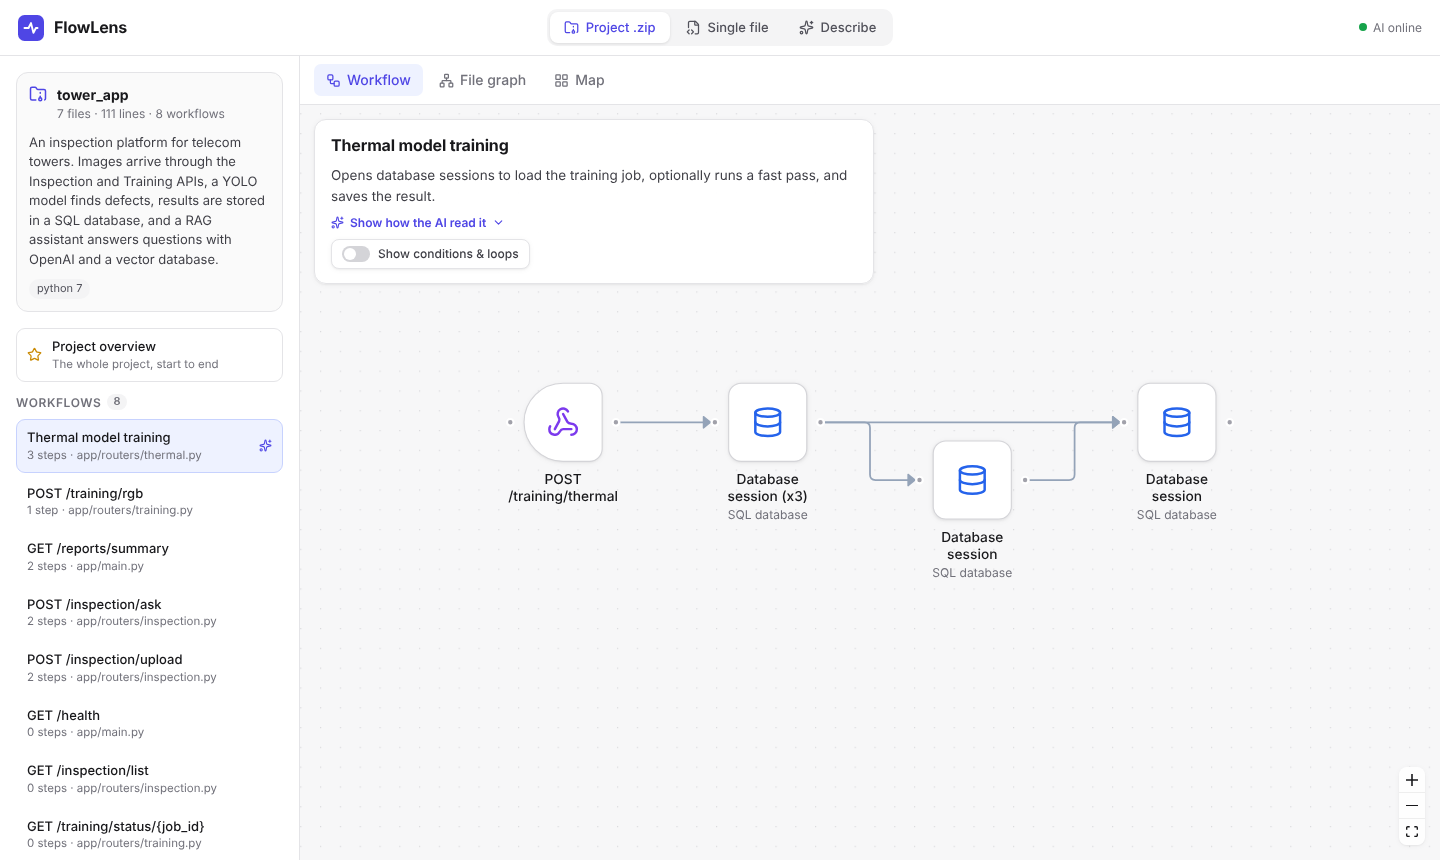 FlowLens
Project .zip
Single file
Describe
AI online
tower_app
7 files · 111 lines · 8 workflows
An inspection platform for telecom
towers. Images arrive through the
Inspection and Training APIs, a YOLO
model finds defects, results are stored
in a SQL database, and a RAG
assistant answers questions with
OpenAI and a vector database.
python 7
Project overview
The whole project, start to end
WORKFLOWS 8
Thermal model training
3 steps · app/routers/thermal.py
POST /training/rgb
1 step · app/routers/training.py
GET /reports/summary
2 steps · app/main.py
POST /inspection/ask
2 steps · app/routers/inspection.py
POST /inspection/upload
2 steps · app/routers/inspection.py
GET /health
0 steps · app/main.py
GET /inspection/list
0 steps · app/routers/inspection.py
GET /training/status/{job_id}
0 steps · app/routers/training.py
Workflow
File graph
Map
Thermal model training
Opens database sessions to load the training job, optionally runs a fast pass, and
saves the result.
Show how the AI read it
Show conditions & loops
POST
/training/thermal
Database
session (x3)
SQL database
Database
session
SQL database
Database
session
SQL database